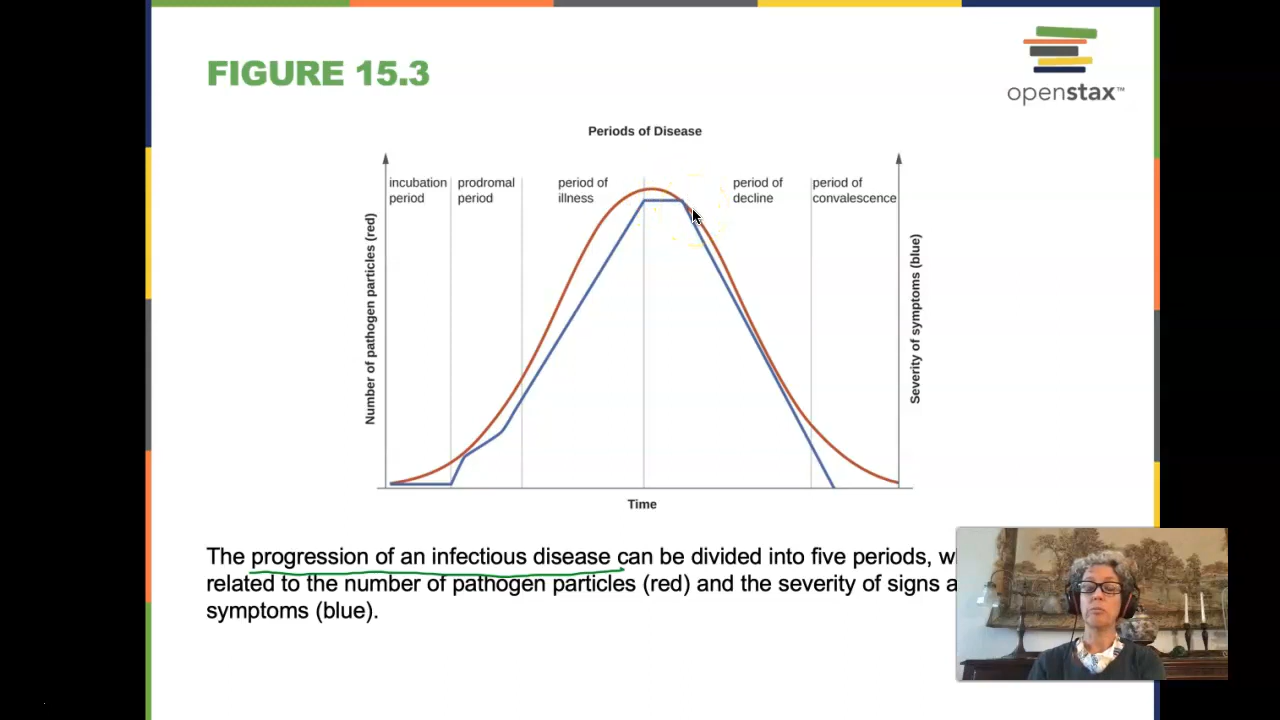 FIGURE 15.3
openstax™
Periods of Disease
incubation
period
prodromal
period
period of
illness
period of
decline
period of
convalescence
Number of pathogen particles (red)
Severity of symptoms (blue)
Time
The progression of an infectious disease can be divided into five periods, w
related to the number of pathogen particles (red) and the severity of signs a
symptoms (blue).